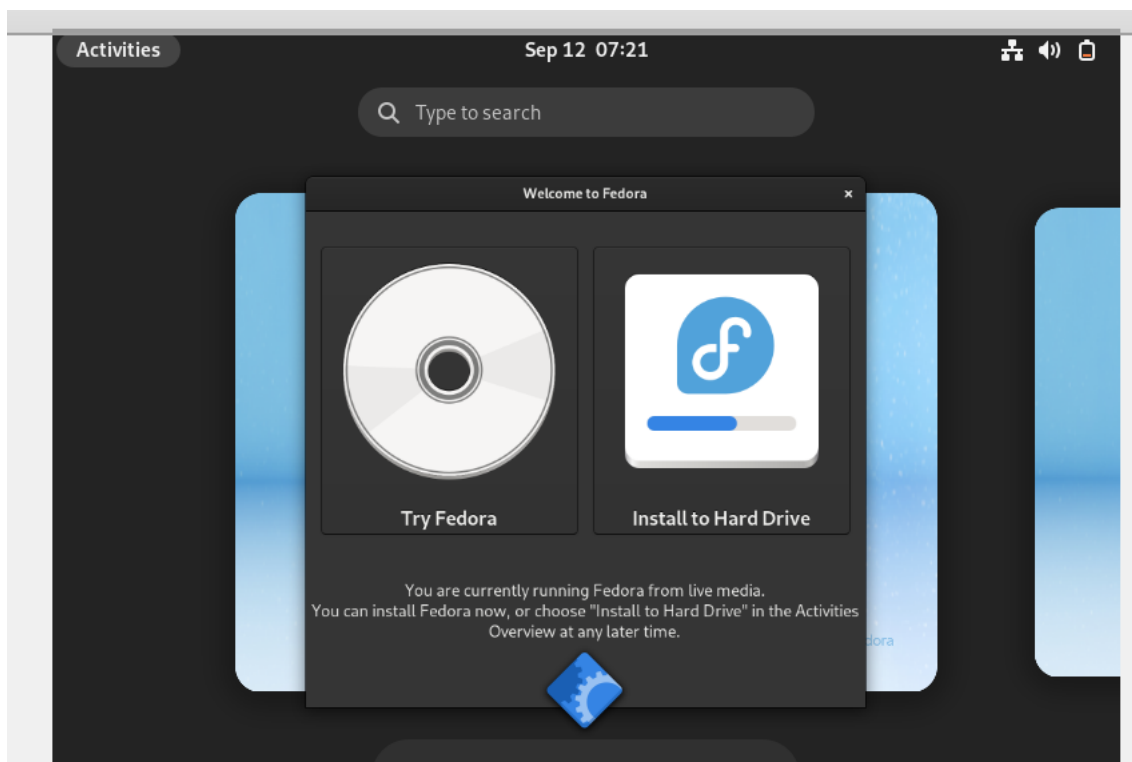 Activities
Sep 12 07:21
Type to search
Welcome to Fedora
Try Fedora
Install to Hard Drive
You are currently running Fedora from live media.
You can install Fedora now, or choose "Install to Hard Drive" in the Activities
Overview at any later time.
dora